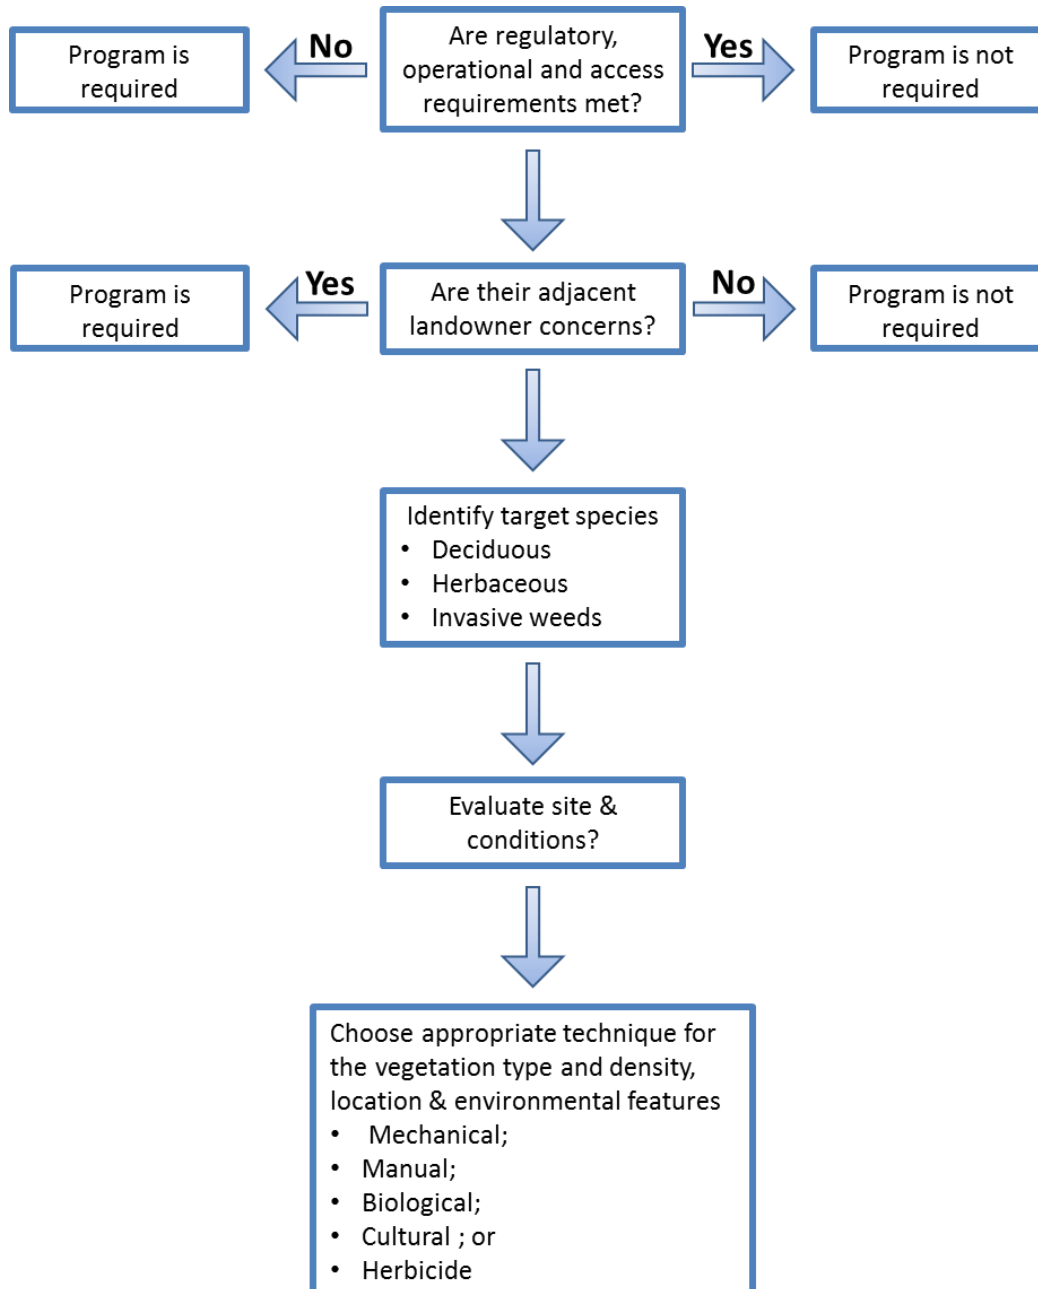 Program is
required
No
Are regulatory,
operational and access
requirements met?
Yes
Program is not
required
Program is
required
Yes
Are their adjacent
landowner concerns?
No
Program is not
required
Identify target species
• Deciduous
• Herbaceous
• Invasive weeds
Evaluate site &
conditions?
Choose appropriate technique for
the vegetation type and density,
location & environmental features
• Mechanical;
• Manual;
• Biological;
• Cultural ; or
• Herbicide